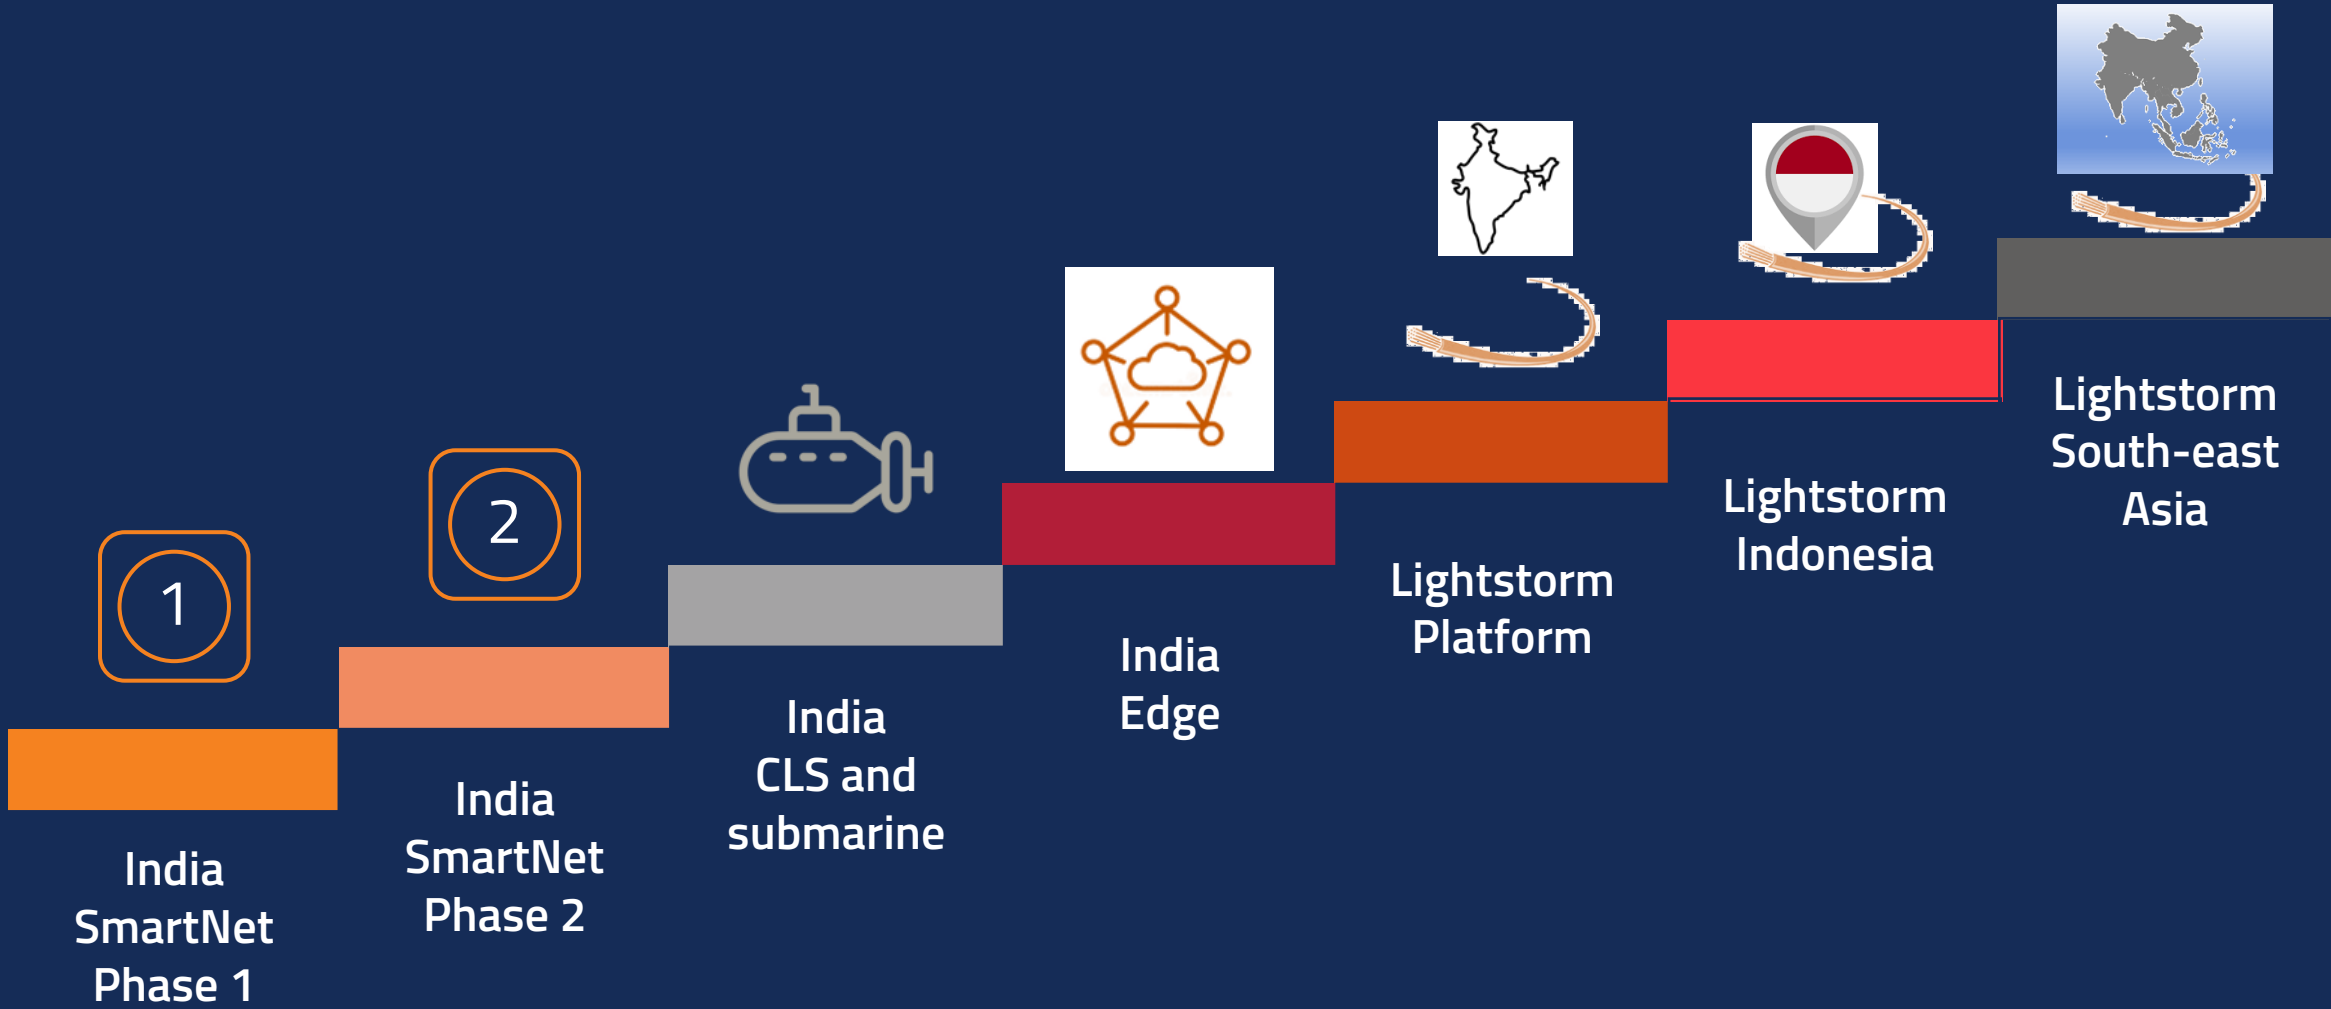 1
India
SmartNet
Phase 1
2
India
SmartNet
Phase 2
India
CLS and
submarine
India
Edge
Lightstorm
Platform
Lightstorm
Indonesia
Lightstorm
South-east
Asia